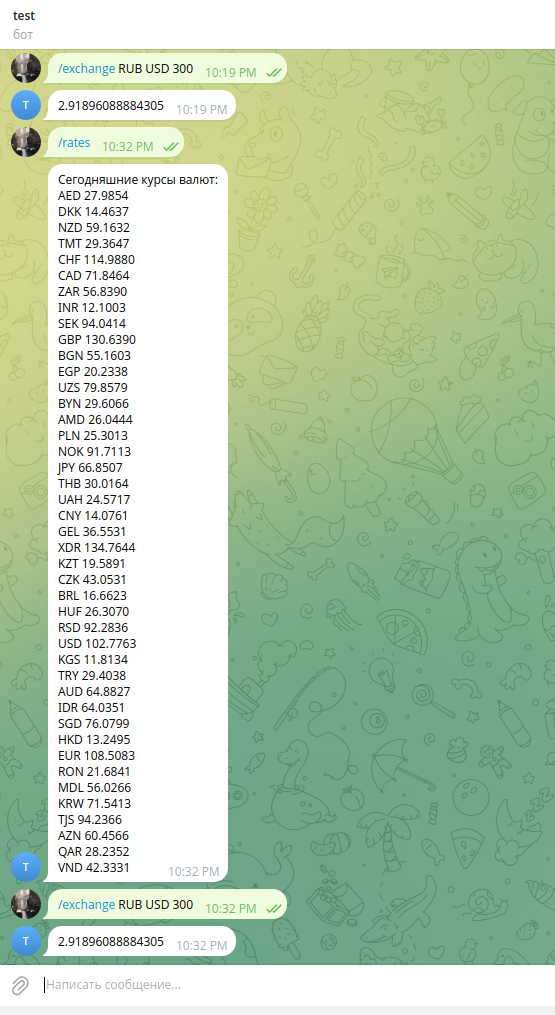 test
бот
/exchange RUB USD 300 10:19 PM
T
2.91896088884305 10:19 PM
/rates 10:32 PM
Сегодняшние курсы валют:
AED 27.9854
DKK 14.4637
NZD 59.1632
TMT 29.3647
CHF 114.9880
CAD 71.8464
ZAR 56.8390
INR 12.1003
SEK 94.0414
GBP 130.6390
BGN 55.1603
EGP 20.2338
UZS 79.8579
BYN 29.6066
AMD 26.0444
PLN 25.3013
NOK 91.7113
JPY 66.8507
THB 30.0164
UAH 24.5717
CNY 14.0761
GEL 36.5531
XDR 134.7644
KZT 19.5891
CZK 43.0531
BRL 16.6623
HUF 26.3070
RSD 92.2836
USD 102.7763
KGS 11.8134
TRY 29.4038
AUD 64.8827
IDR 64.0351
SGD 76.0799
HKD 13.2495
EUR 108.5083
RON 21.6841
MDL 56.0266
KRW 71.5413
TJS 94.2366
AZN 60.4566
QAR 28.2352
T
VND 42.3331 10:32 PM
/exchange RUB USD 300 10:32 PM
T
2.91896088884305 10:32 PM
Написать сообщение...